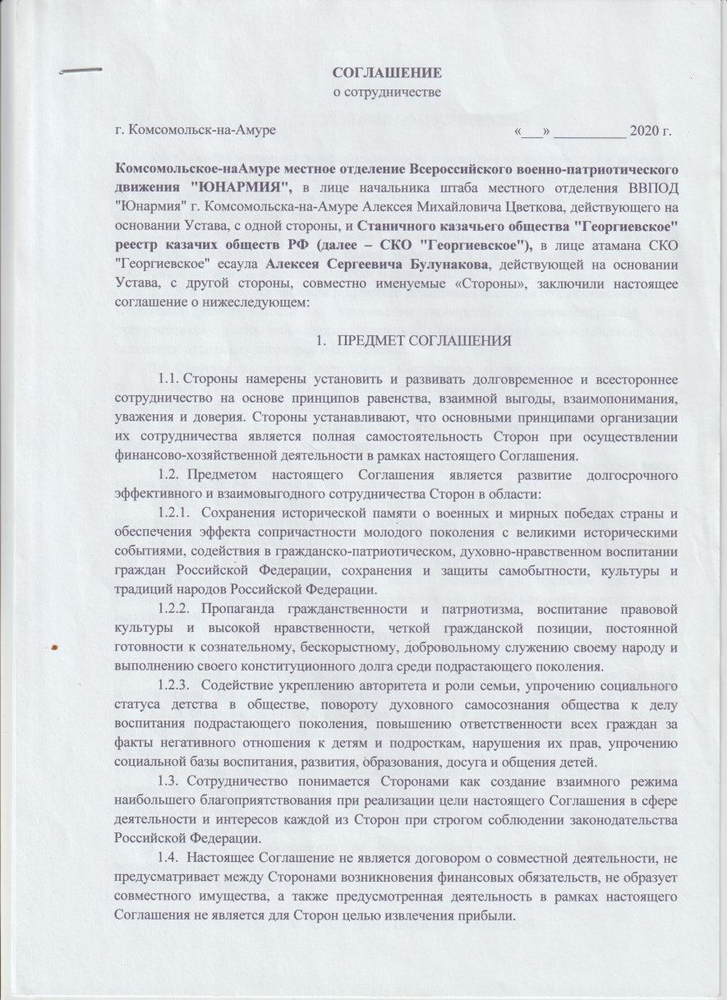 СОГЛАШЕНИЕ
о сотрудничестве
г. Комсомольск-на-Амуре «___» __________ 2020 г.
Комсомольское-наАмуре местное отделение Всероссийского военно-патриотического
движения "ЮНАРМИЯ", в лице начальника штаба местного отделения ВВПОД
"Юнармия" г. Комсомольска-на-Амуре Алексея Михайловича Цветкова, действующего на
основании Устава, с одной стороны, и Станичного казачьего общества "Георгиевское"
реестр казачих обществ РФ (далее – СКО "Георгиевское"), в лице атамана СКО
"Георгиевское" есаула Алексея Сергеевича Булунакова, действующей на основании
Устава, с другой стороны, совместно именуемые «Стороны», заключили настоящее
соглашение о нижеследующем:
1. ПРЕДМЕТ СОГЛАШЕНИЯ
1.1. Стороны намерены установить и развивать долговременное и всестороннее
сотрудничество на основе принципов равенства, взаимной выгоды, взаимопонимания,
уважения и доверия. Стороны устанавливают, что основными принципами организации
их сотрудничества является полная самостоятельность Сторон при осуществлении
финансово-хозяйственной деятельности в рамках настоящего Соглашения.
1.2. Предметом настоящего Соглашения является развитие долгосрочного
эффективного и взаимовыгодного сотрудничества Сторон в области:
1.2.1. Сохранения исторической памяти о военных и мирных победах страны и
обеспечения эффекта сопричастности молодого поколения с великими историческими
событиями, содействия в гражданско-патриотическом, духовно-нравственном воспитании
граждан Российской Федерации, сохранения и защиты самобытности, культуры и
традиций народов Российской Федерации.
1.2.2. Пропаганда гражданственности и патриотизма, воспитание правовой
культуры и высокой нравственности, четкой гражданской позиции, постоянной
готовности к сознательному, бескорыстному, добровольному служению своему народу и
выполнению своего конституционного долга среди подрастающего поколения.
1.2.3. Содействие укреплению авторитета и роли семьи, упрочению социального
статуса детства в обществе, повороту духовного самосознания общества к делу
воспитания подрастающего поколения, повышению ответственности всех граждан за
факты негативного отношения к детям и подросткам, нарушения их прав, упрочению
социальной базы воспитания, развития, образования, досуга и общения детей.
1.3. Сотрудничество понимается Сторонами как создание взаимного режима
наибольшего благоприятствования при реализации цели настоящего Соглашения в сфере
деятельности и интересов каждой из Сторон при строгом соблюдении законодательства
Российской Федерации.
1.4. Настоящее Соглашение не является договором о совместной деятельности, не
предусматривает между Сторонами возникновения финансовых обязательств, не образует
совместного имущества, а также предусмотренная деятельность в рамках настоящего
Соглашения не является для Сторон целью извлечения прибыли.